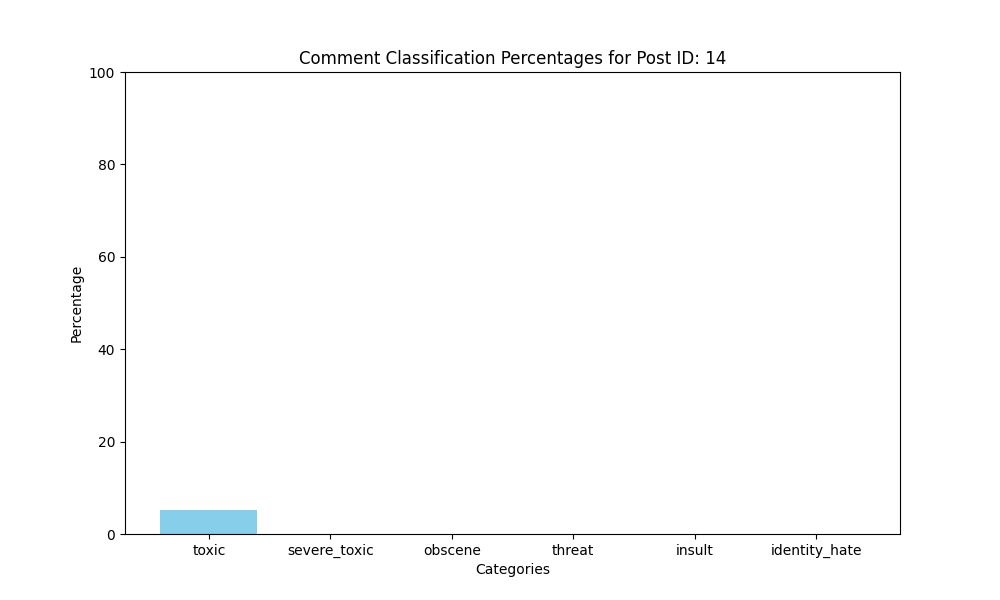 Comment Classification Percentages for Post ID: 14
100
80
60
40
20
0
Percentage
toxic severe_toxic obscene threat insult identity_hate
Categories